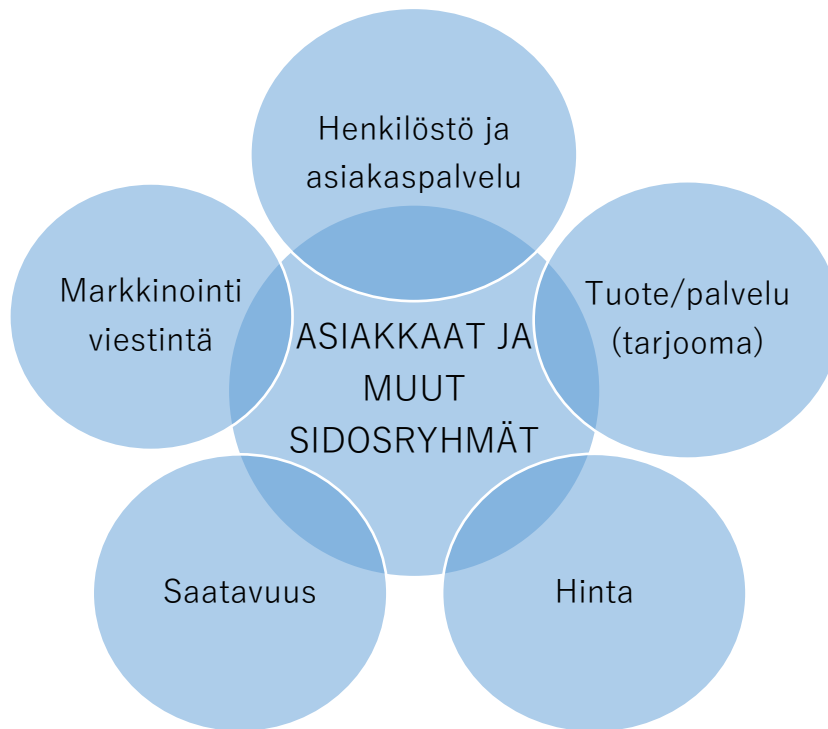 Henkilöstö ja
asiakaspalvelu
Markkinointi
viestintä
Tuote/palvelu
(tarjooma)
ASIAKKAAT JA
MUUT
SIDOSRYHMÄT
Saatavuus
Hinta